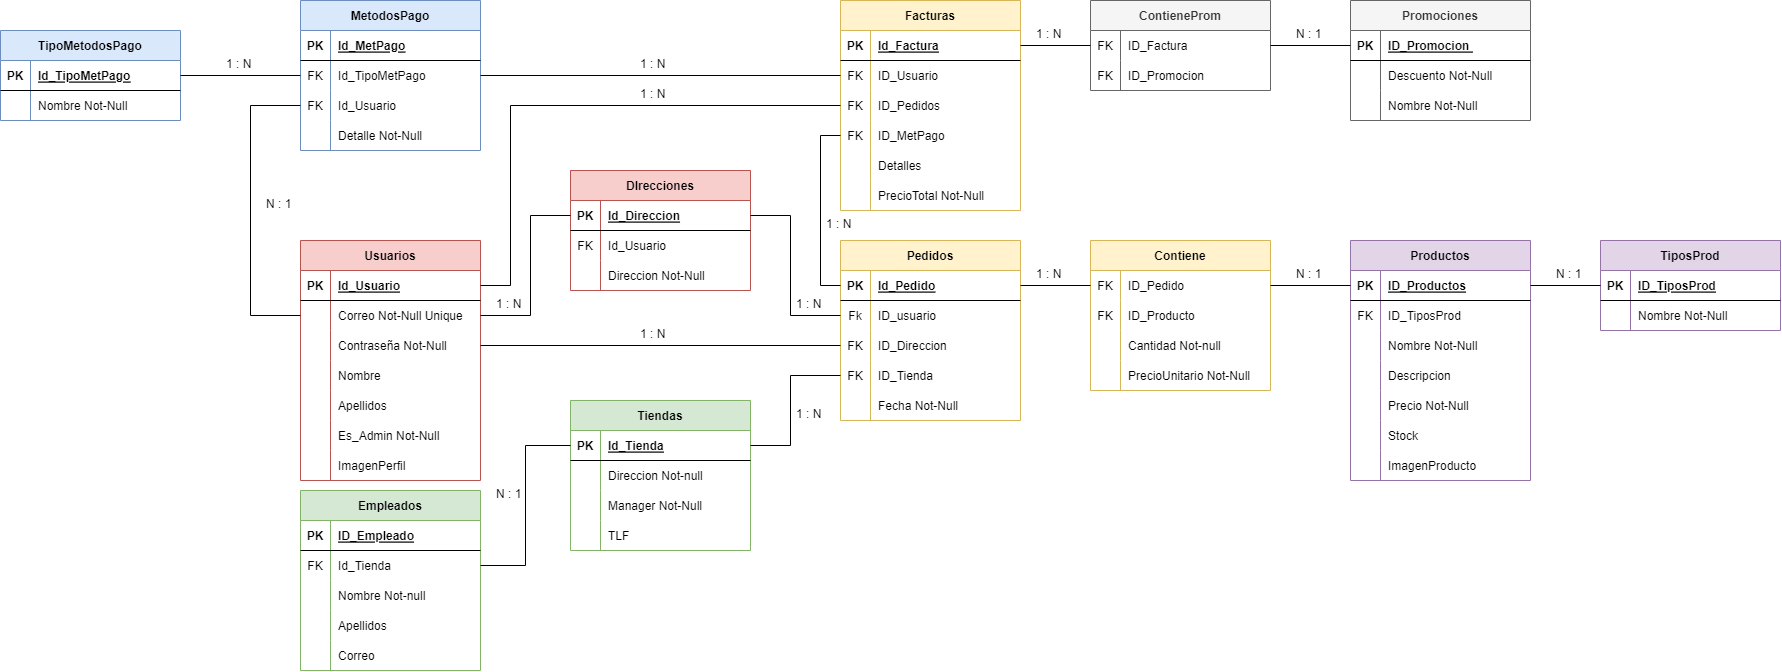 TipoMetodosPago
PK Id_TipoMetPago
Nombre Not-Null
1 : N
MetodosPago
PK Id_MetPago
FK Id_TipoMetPago
FK Id_Usuario
Detalle Not-Null
N : 1
1 : N
1 : N
Facturas
PK Id_Factura
FK ID_Usuario
FK ID_Pedidos
FK ID_MetPago
Detalles
PrecioTotal Not-Null
1 : N
ContieneProm
FK ID_Factura
FK ID_Promocion
N : 1
Promociones
PK ID_Promocion
Descuento Not-Null
Nombre Not-Null
DIrecciones
PK Id_Direccion
FK Id_Usuario
Direccion Not-Null
1 : N
Usuarios
PK Id_Usuario
Correo Not-Null Unique
Contraseña Not-Null
Nombre
Apellidos
Es_Admin Not-Null
ImagenPerfil
1 : N
1 : N
1 : N
Pedidos
PK Id_Pedido
Fk ID_usuario
FK ID_Direccion
FK ID_Tienda
Fecha Not-Null
1 : N
Contiene
FK ID_Pedido
FK ID_Producto
Cantidad Not-null
PrecioUnitario Not-Null
N : 1
Productos
PK ID_Productos
FK ID_TiposProd
Nombre Not-Null
Descripcion
Precio Not-Null
Stock
ImagenProducto
N : 1
TiposProd
PK ID_TiposProd
Nombre Not-Null
Tiendas
PK Id_Tienda
Direccion Not-null
Manager Not-Null
TLF
1 : N
N : 1
Empleados
PK ID_Empleado
FK Id_Tienda
Nombre Not-null
Apellidos
Correo